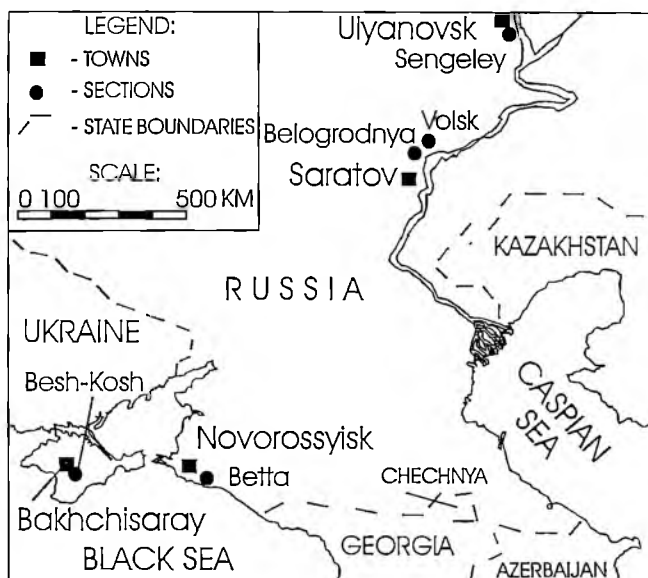 LEGEND:
- TOWNS
- SECTIONS
- STATE BOUNDARIES
SCALE:
0 100 500 KM
Ulyanovsk
Sengeley
Volsk
Belogrodnya
Saratov
KAZAKHSTAN
RUSSIA
UKRAINE
Besh-Kosh
CASPIAN
SEA
Novorossyisk
Betta
CHECHNYA
Bakhchisaray
BLACK SEA
GEORGIA
AZERBAIJAN